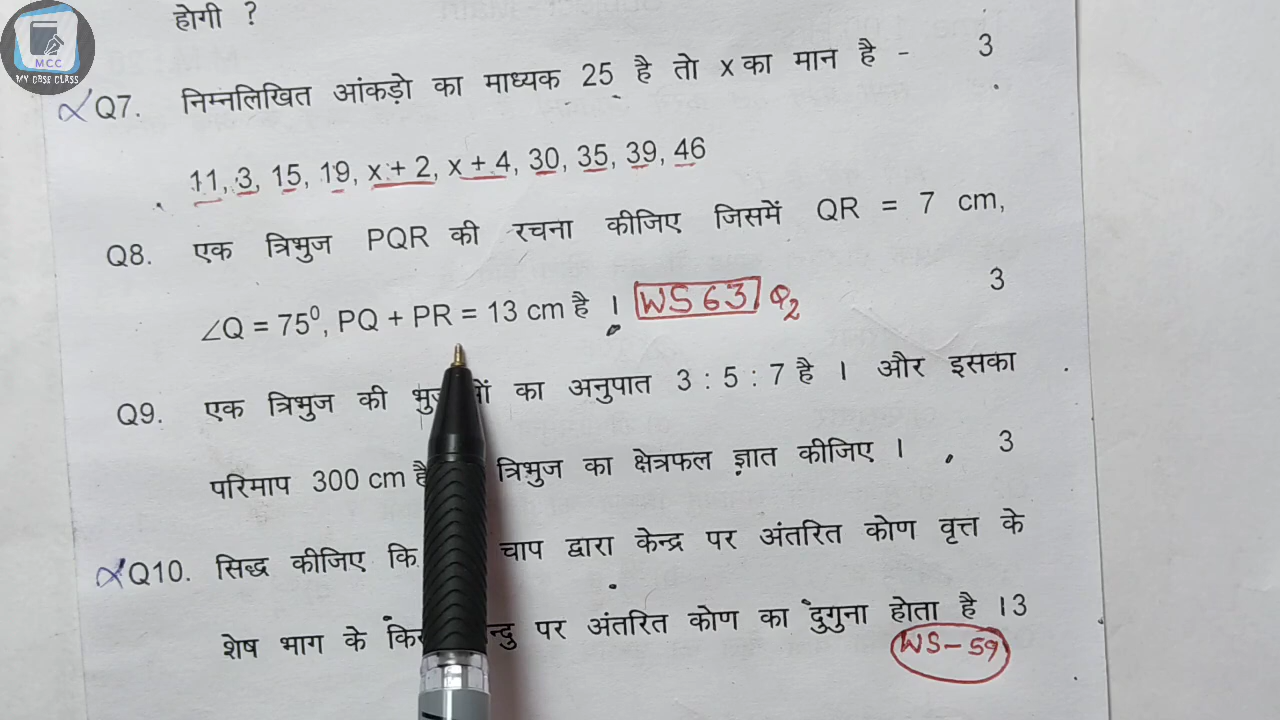 होगी ?
MCC
MY CBSE CLASS
Q7. निम्नलिखित आंकड़ो का माध्यक 25 है तो x का मान है - 3
11, 3, 15, 19, x + 2, x + 4, 30, 35, 39, 46
Q8. एक त्रिभुज PQR की रचना कीजिए जिसमें QR = 7 cm,
∠Q = 75⁰, PQ + PR = 13 cm है । WS 63 Q2 3
Q9. एक त्रिभुज की का अनुपात 3 : 5 : 7 है । और इसका
परिमाप 300 cm त्रिभुज का क्षेत्रफल ज्ञात कीजिए । 3
Q10. सिद्ध कीजिए कि चाप द्वारा केन्द्र पर अंतरित कोण वृत्त के
शेष भाग के पर अंतरित कोण का दुगुना होता है ।3
WS-59